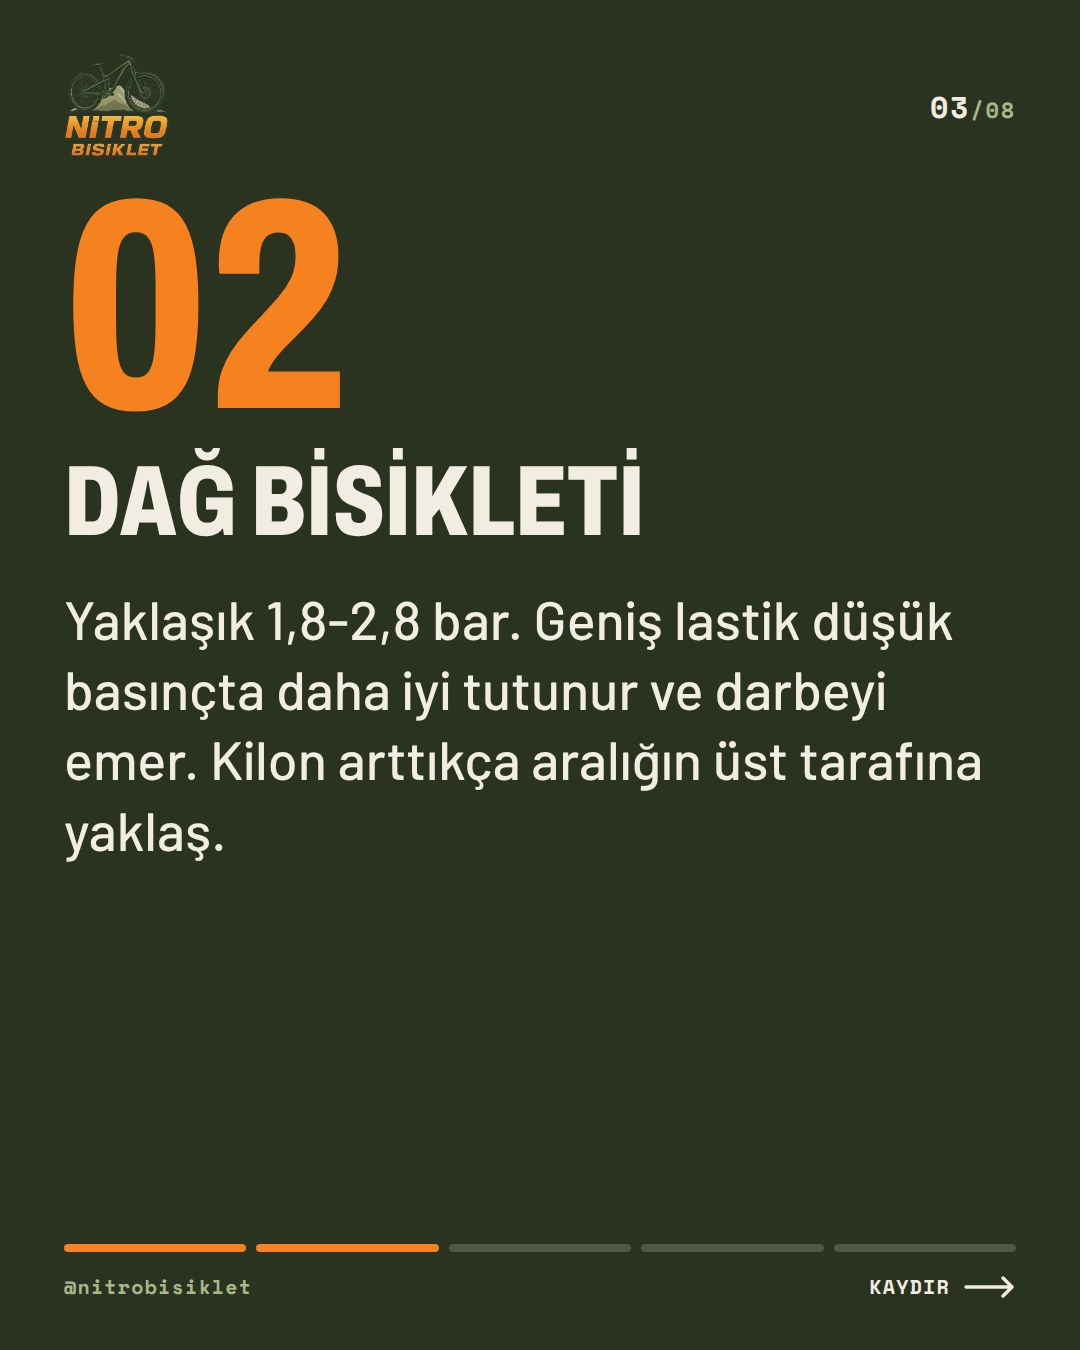 NITRO
BISIKLET
03/08
02
DAĞ BİSİKLETİ
Yaklaşık 1,8-2,8 bar. Geniş lastik düşük
basınçta daha iyi tutunur ve darbeyi
emer. Kilon arttıkça aralığın üst tarafına
yaklaş.
@nitrobisiklet
KAYDIR